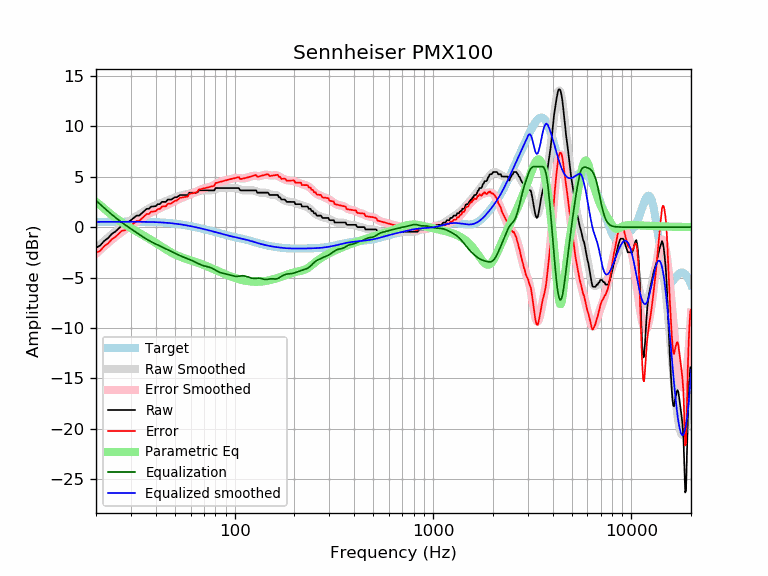 Sennheiser PMX100
15
10
5
0
−5
−10
−15
−20
−25
Amplitude (dBr)
Target
Raw Smoothed
Error Smoothed
Raw
Error
Parametric Eq
Equalization
Equalized smoothed
100
1000
10000
Frequency (Hz)